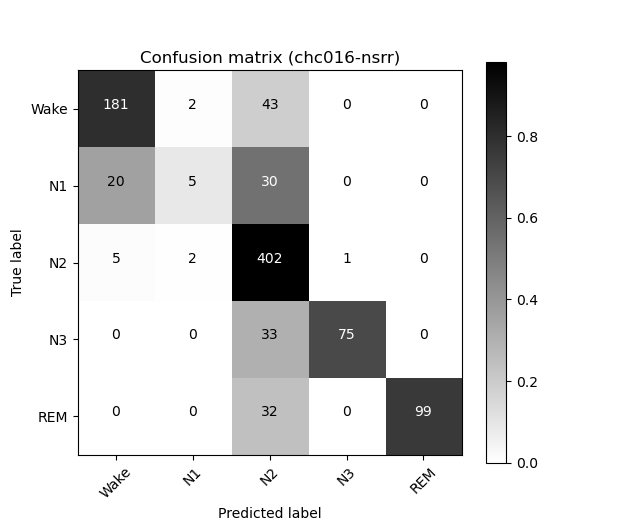 Confusion matrix (chc016-nsrr)
True label
Wake 181 2 43 0 0
N1 20 5 30 0 0
N2 5 2 402 1 0
N3 0 0 33 75 0
REM 0 0 32 0 99
Wake N1 N2 N3 REM
Predicted label
0.8
0.6
0.4
0.2
0.0